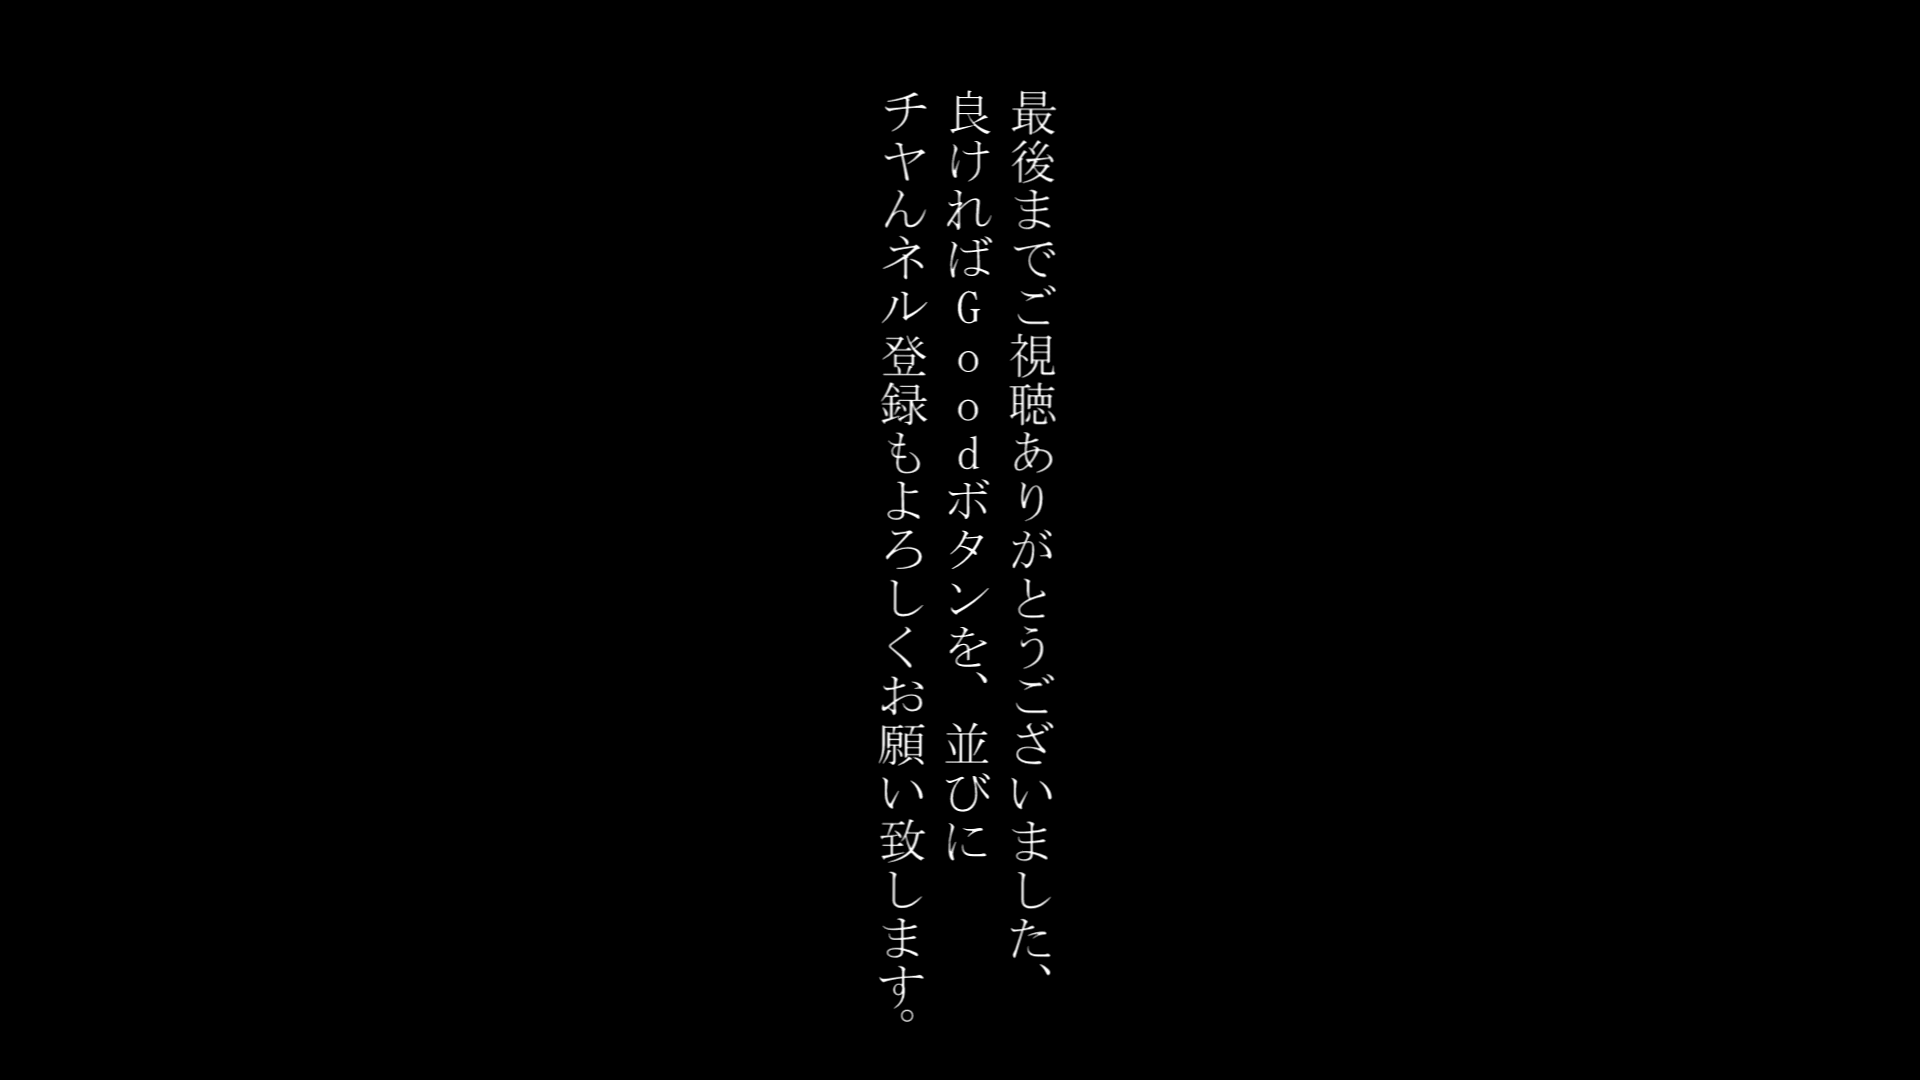 最後までご視聴ありがとうございました、
良ければGoodボタンを、並びに
チヤんネル登録もよろしくお願い致します。